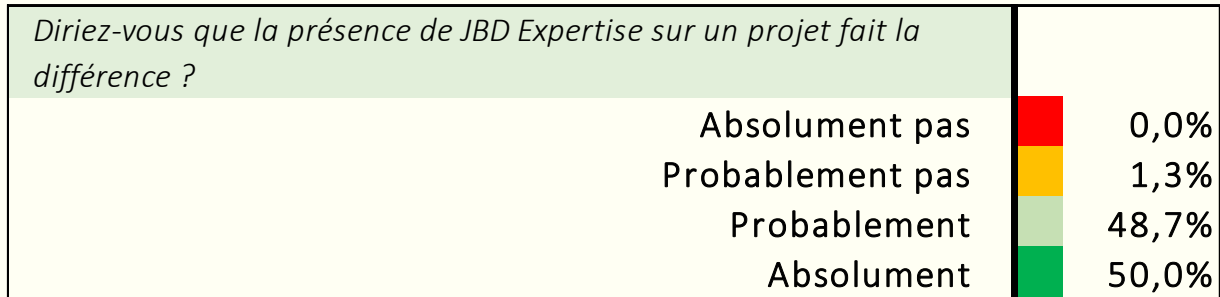 Diriez-vous que la présence de JBD Expertise sur un projet fait la
différence ?
Absolument pas 0,0%
Probablement pas 1,3%
Probablement 48,7%
Absolument 50,0%